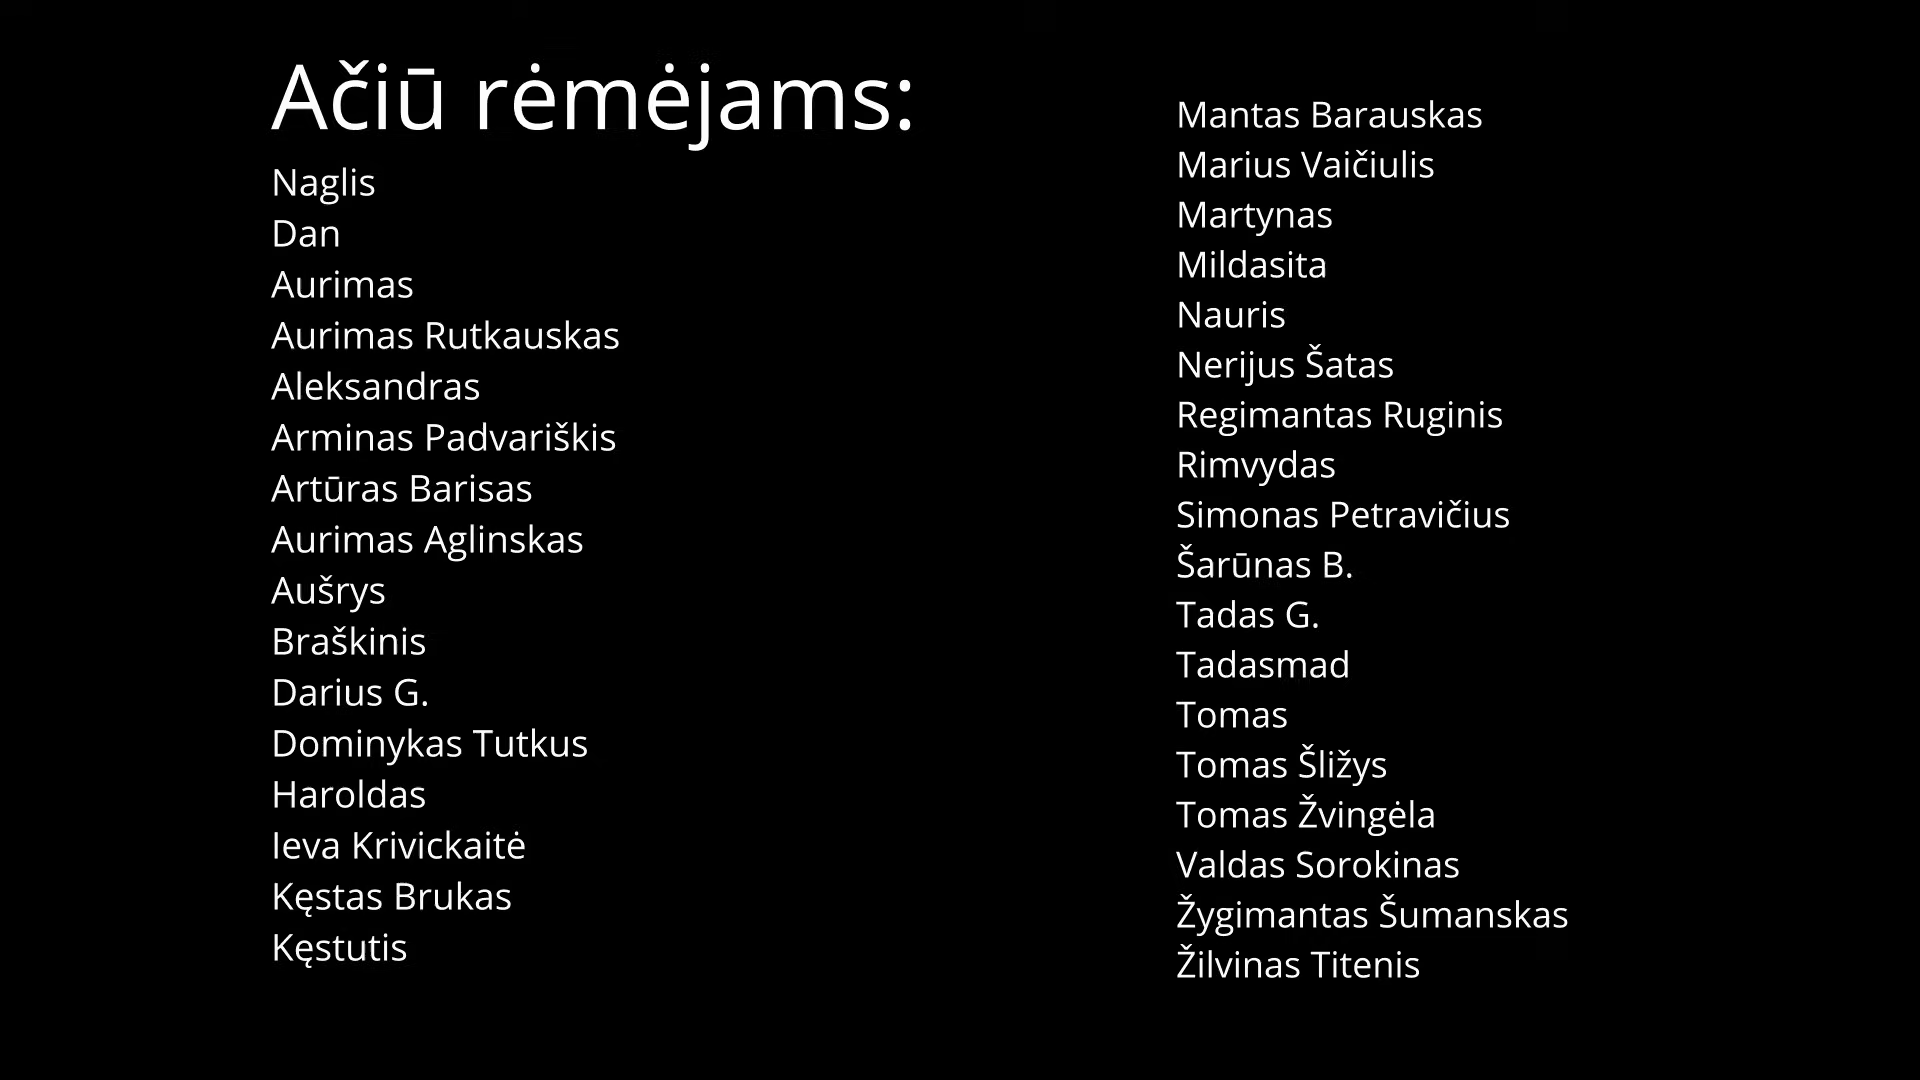 Ačiū rėmėjams:
Naglis
Dan
Aurimas
Aurimas Rutkauskas
Aleksandras
Arminas Padvariškis
Artūras Barisas
Aurimas Aglinskas
Aušrys
Braškinis
Darius G.
Dominykas Tutkus
Haroldas
Ieva Krivickaitė
Kęstas Brukas
Kęstutis
Mantas Barauskas
Marius Vaičiulis
Martynas
Mildasita
Nauris
Nerijus Šatas
Regimantas Ruginis
Rimvydas
Simonas Petravičius
Šarūnas B.
Tadas G.
Tadasmad
Tomas
Tomas Šližys
Tomas Žvingėla
Valdas Sorokinas
Žygimantas Šumanskas
Žilvinas Titenis